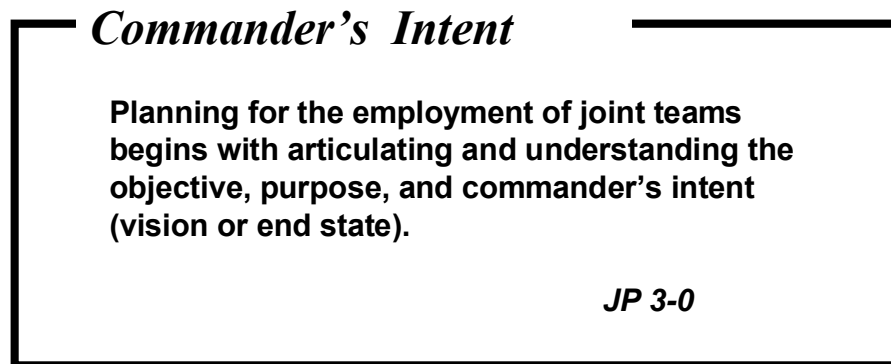 Commander’s Intent
Planning for the employment of joint teams
begins with articulating and understanding the
objective, purpose, and commander’s intent
(vision or end state).
JP 3-0